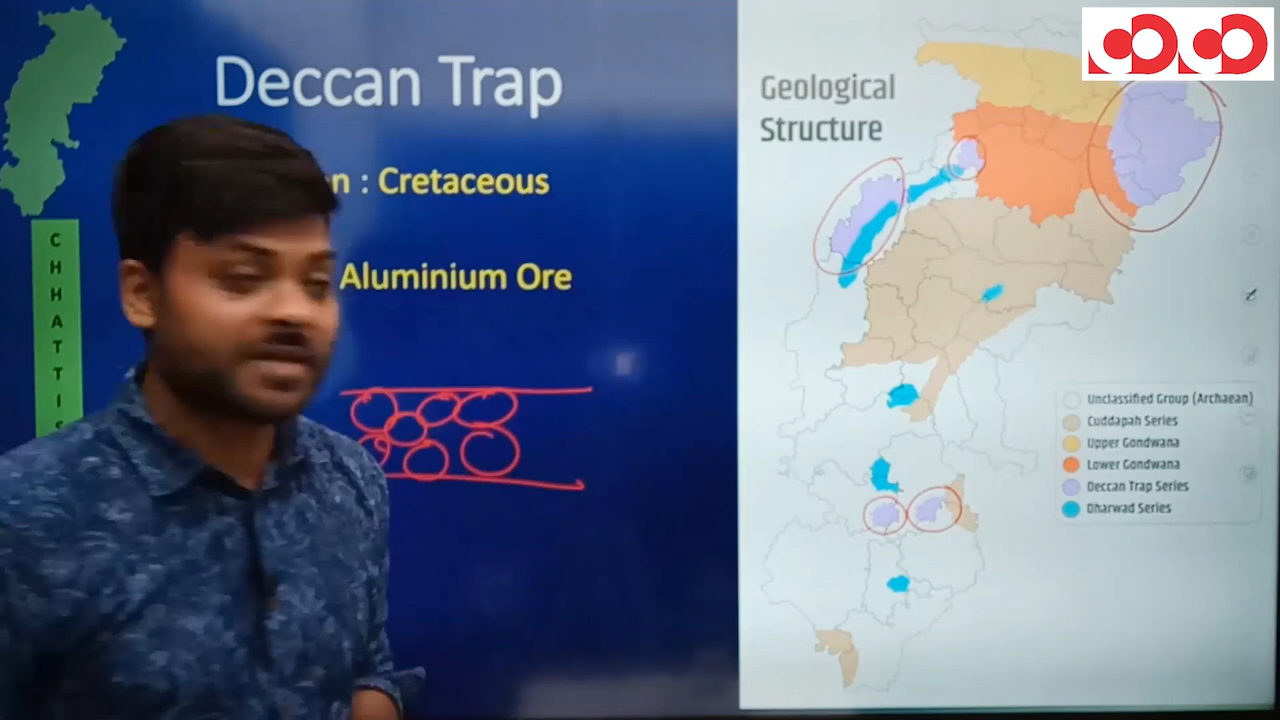 Deccan Trap
n : Cretaceous
Aluminium Ore
C
H
H
A
T
T
I
S
Geological
Structure
Unclassified Group (Archaean)
Cuddapah Series
Upper Gondwana
Lower Gondwana
Deccan Trap Series
Dharwad Series